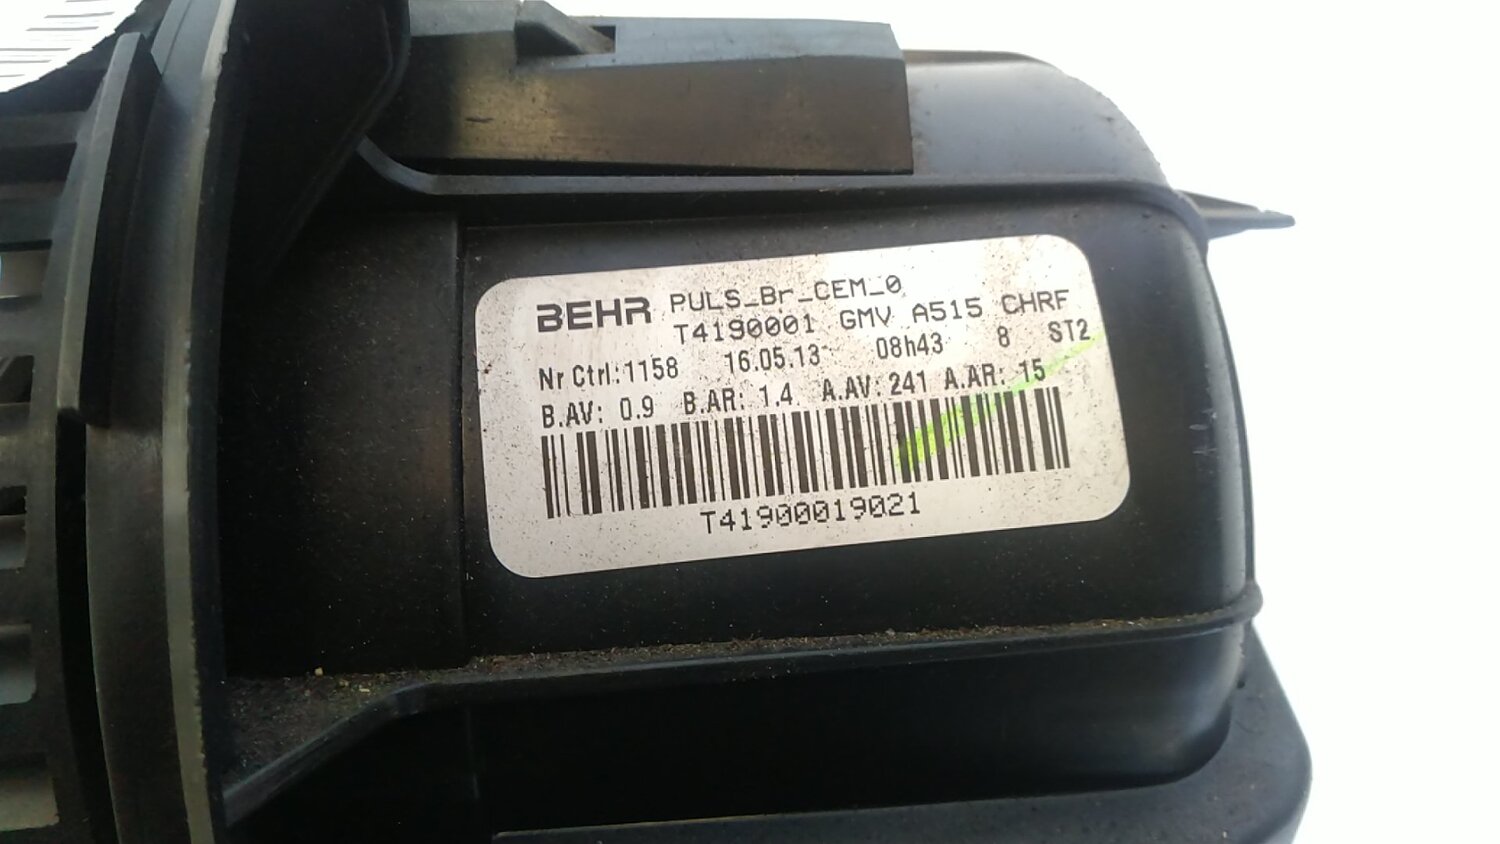 BEHR PULS_Br_CEM_0
T4190001 GMV A515 CHRF
Nr Ctrl:1158 16.05.13 08h43 8 ST2
B.AV: 0.9 B.AR: 1.4 A.AV: 241 A.AR: 15
T41900019021